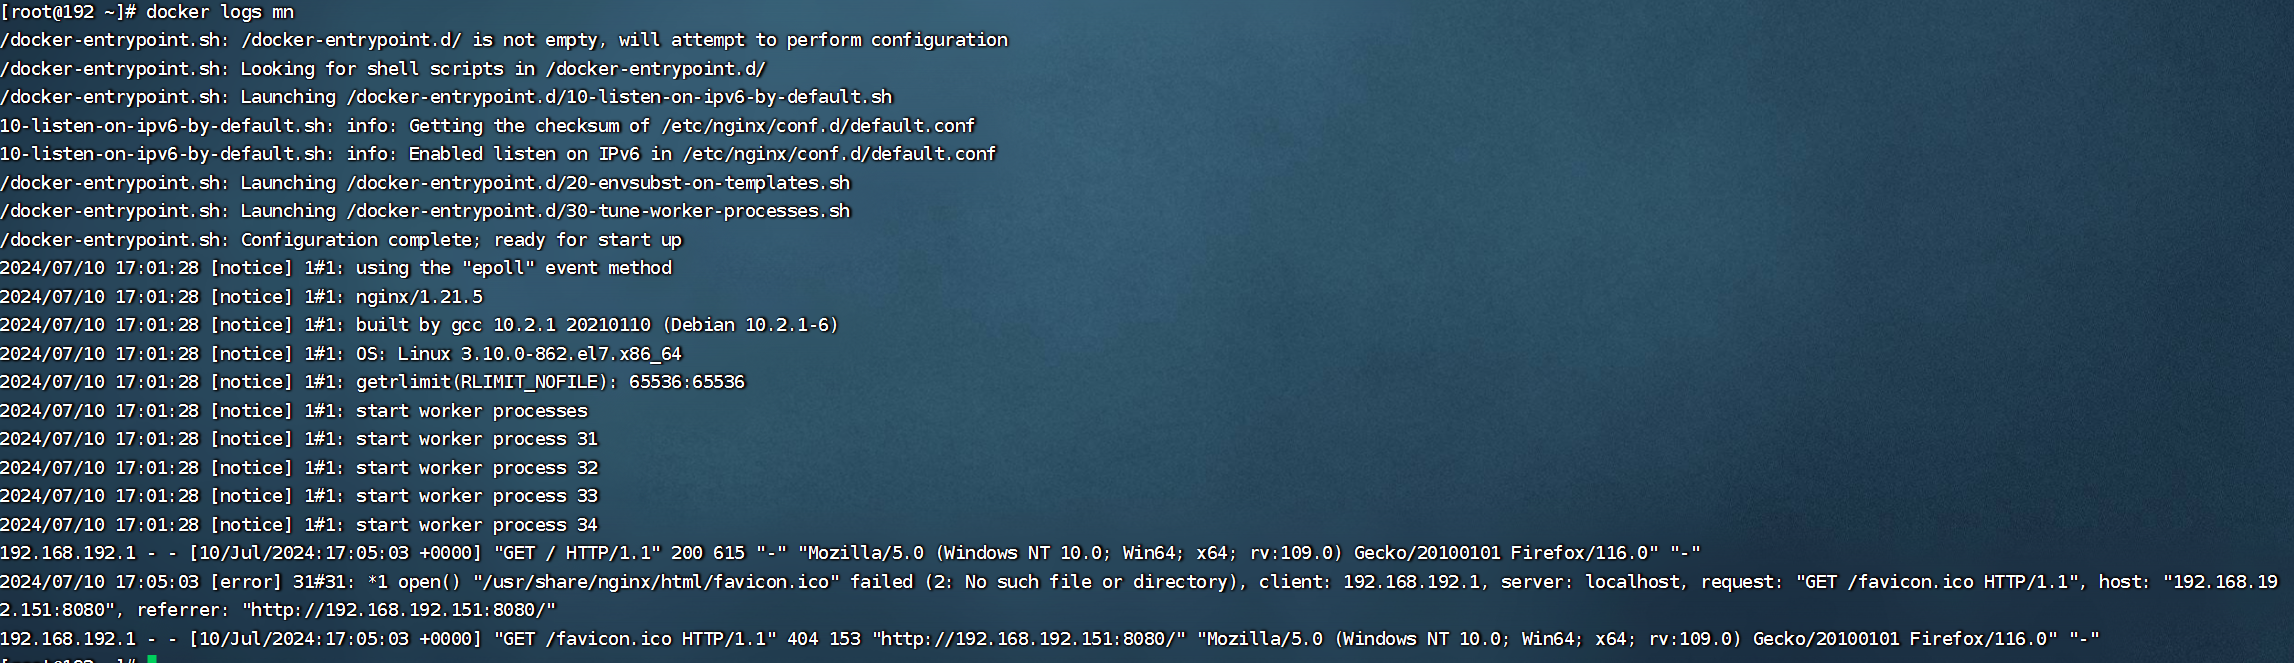 [root@192 ~]# docker logs mn
/docker-entrypoint.sh: /docker-entrypoint.d/ is not empty, will attempt to perform configuration
/docker-entrypoint.sh: Looking for shell scripts in /docker-entrypoint.d/
/docker-entrypoint.sh: Launching /docker-entrypoint.d/10-listen-on-ipv6-by-default.sh
10-listen-on-ipv6-by-default.sh: info: Getting the checksum of /etc/nginx/conf.d/default.conf
10-listen-on-ipv6-by-default.sh: info: Enabled listen on IPv6 in /etc/nginx/conf.d/default.conf
/docker-entrypoint.sh: Launching /docker-entrypoint.d/20-envsubst-on-templates.sh
/docker-entrypoint.sh: Launching /docker-entrypoint.d/30-tune-worker-processes.sh
/docker-entrypoint.sh: Configuration complete; ready for start up
2024/07/10 17:01:28 [notice] 1#1: using the "epoll" event method
2024/07/10 17:01:28 [notice] 1#1: nginx/1.21.5
2024/07/10 17:01:28 [notice] 1#1: built by gcc 10.2.1 20210110 (Debian 10.2.1-6)
2024/07/10 17:01:28 [notice] 1#1: OS: Linux 3.10.0-862.el7.x86_64
2024/07/10 17:01:28 [notice] 1#1: getrlimit(RLIMIT_NOFILE): 65536:65536
2024/07/10 17:01:28 [notice] 1#1: start worker processes
2024/07/10 17:01:28 [notice] 1#1: start worker process 31
2024/07/10 17:01:28 [notice] 1#1: start worker process 32
2024/07/10 17:01:28 [notice] 1#1: start worker process 33
2024/07/10 17:01:28 [notice] 1#1: start worker process 34
192.168.192.1 - - [10/Jul/2024:17:05:03 +0000] "GET / HTTP/1.1" 200 615 "-" "Mozilla/5.0 (Windows NT 10.0; Win64; x64; rv:109.0) Gecko/20100101 Firefox/116.0" "-"
2024/07/10 17:05:03 [error] 31#31: *1 open() "/usr/share/nginx/html/favicon.ico" failed (2: No such file or directory), client: 192.168.192.1, server: localhost, request: "GET /favicon.ico HTTP/1.1", host: "192.168.19
2.151:8080", referrer: "http://192.168.192.151:8080/"
192.168.192.1 - - [10/Jul/2024:17:05:03 +0000] "GET /favicon.ico HTTP/1.1" 404 153 "http://192.168.192.151:8080/" "Mozilla/5.0 (Windows NT 10.0; Win64; x64; rv:109.0) Gecko/20100101 Firefox/116.0" "-"